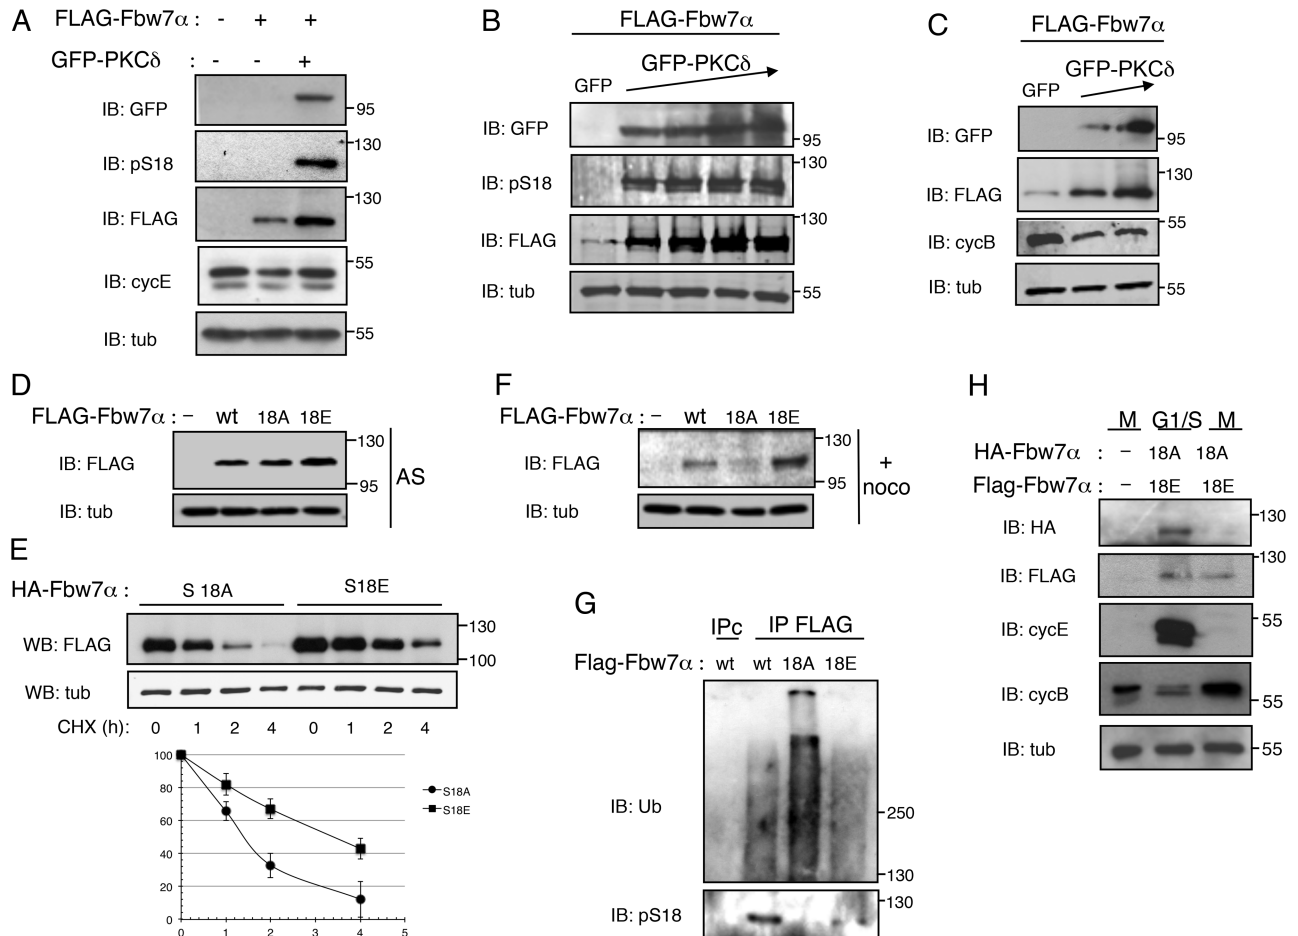 A
FLAG-Fbw7α : - + +
GFP-PKCδ : - - +
IB: GFP
95
IB: pS18
130
IB: FLAG
130
IB: cycE
55
IB: tub
55
B
FLAG-Fbw7α
GFP-PKCδ
GFP
IB: GFP
95
IB: pS18
130
IB: FLAG
130
IB: tub
55
C
FLAG-Fbw7α
GFP-PKCδ
GFP
IB: GFP
95
IB: FLAG
130
IB: cycB
55
IB: tub
55
D
FLAG-Fbw7α : – wt 18A 18E
IB: FLAG
130
95
IB: tub
AS
E
HA-Fbw7α : S 18A S18E
WB: FLAG
130
100
WB: tub
CHX (h): 0 1 2 4 0 1 2 4
100
80
60
40
20
0
0 1 2 3 4 5
S18A
S18E
F
FLAG-Fbw7α : – wt 18A 18E
IB: FLAG
130
95
IB: tub
+
noco
G
IPc IP FLAG
Flag-Fbw7α : wt wt 18A 18E
IB: Ub
250
130
IB: pS18
130
H
M G1/S M
HA-Fbw7α : – 18A 18A
Flag-Fbw7α : – 18E 18E
IB: HA
130
IB: FLAG
130
IB: cycE
55
IB: cycB
55
IB: tub
55